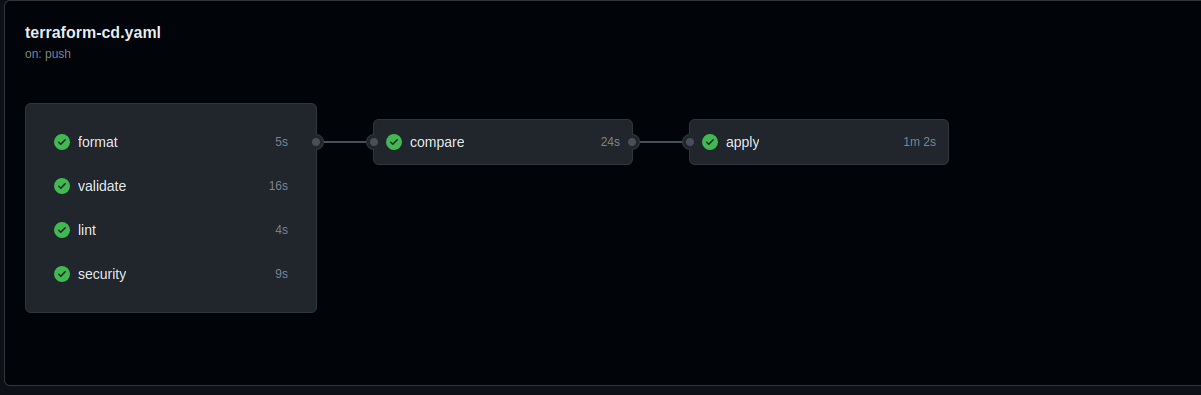 terraform-cd.yaml
on: push
format 5s
compare 24s
apply 1m 2s
validate 16s
lint 4s
security 9s